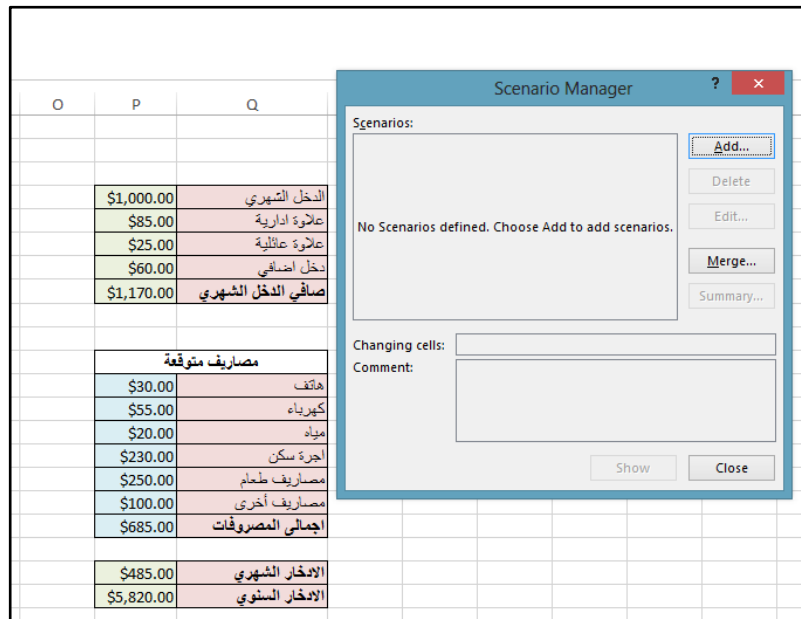 Scenario Manager
?
O P Q
Scenarios:
Add...
Delete
Edit...
No Scenarios defined. Choose Add to add scenarios.
Merge...
Summary...
Changing cells:
Comment:
Show
Close
$1,000.00 الدخل الشهري
$85.00 علاوة ادارية
$25.00 علاوة عائلية
$60.00 دخل اضافي
$1,170.00 صافي الدخل الشهري
مصاريف متوقعة
$30.00 هاتف
$55.00 كهرباء
$20.00 مياه
$230.00 اجرة سكن
$250.00 مصاريف طعام
$100.00 مصاريف أخرى
$685.00 اجمالي المصروفات
$485.00 الادخار الشهري
$5,820.00 الادخار السنوي